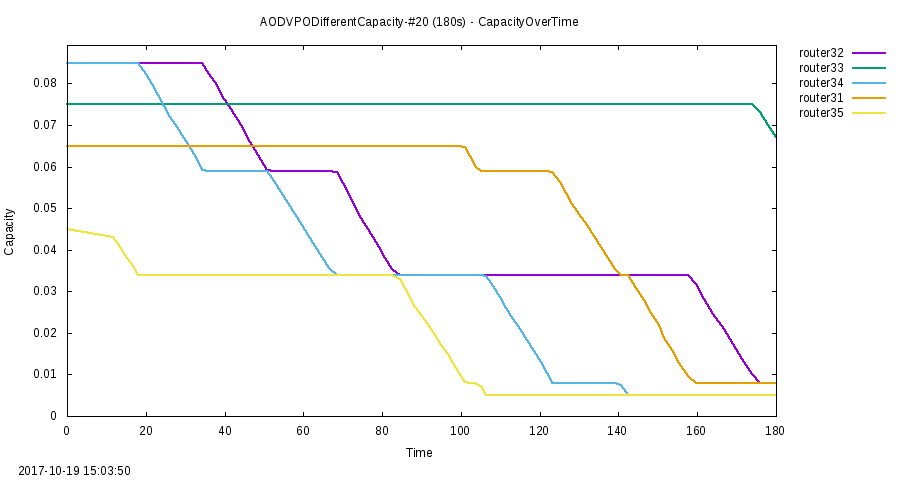 AODVPODifferentCapacity-#20 (180s) - CapacityOverTime
router32
router33
router34
router31
router35
0.08
0.07
0.06
0.05
0.04
0.03
0.02
0.01
0
Capacity
0 20 40 60 80 100 120 140 160 180
Time
2017-10-19 15:03:50